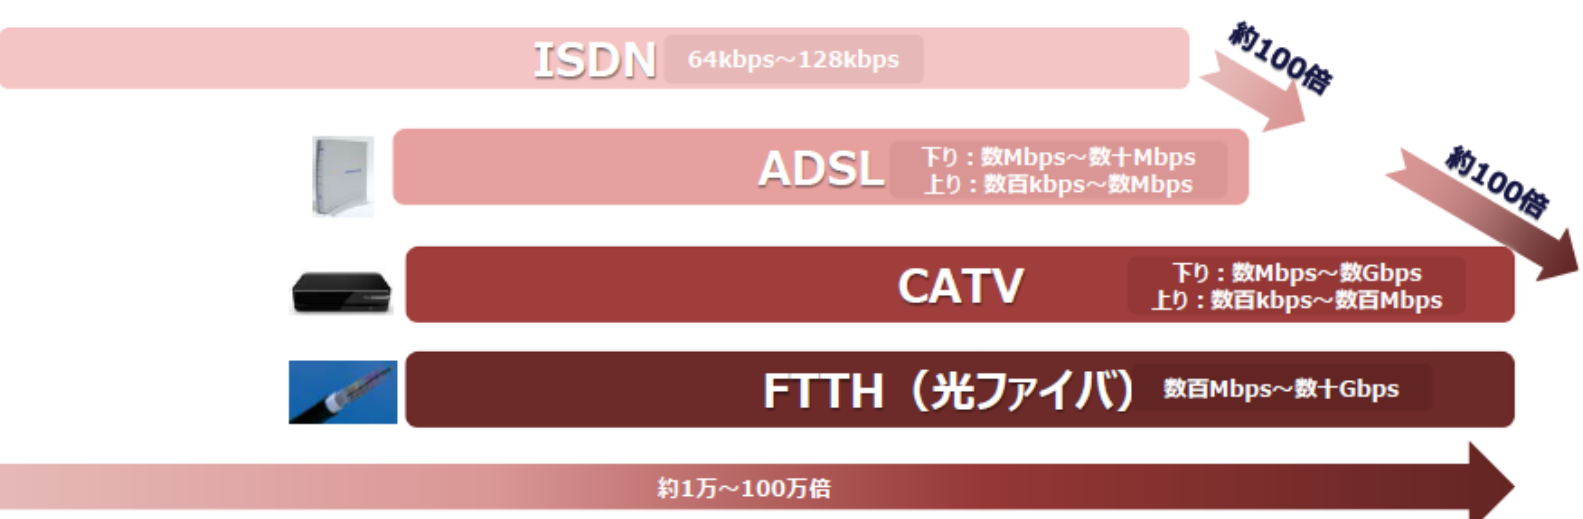 ISDN 64kbps～128kbps
約100倍
ADSL 下り：数Mbps～数十Mbps
上り：数百kbps～数Mbps
約100倍
CATV 下り：数Mbps～数Gbps
上り：数百kbps～数百Mbps
FTTH（光ファイバ） 数百Mbps～数十Gbps
約1万～100万倍